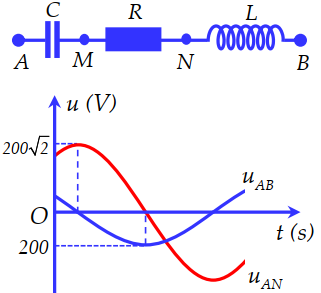 C R L
A M N B
u (V)
200√2
u_AB
O
t (s)
200
u_AN